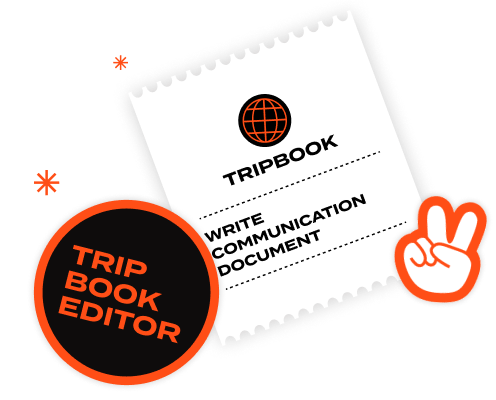 TRIPBOOK
WRITE
COMMUNICATION
DOCUMENT
TRIP
BOOK
EDITOR